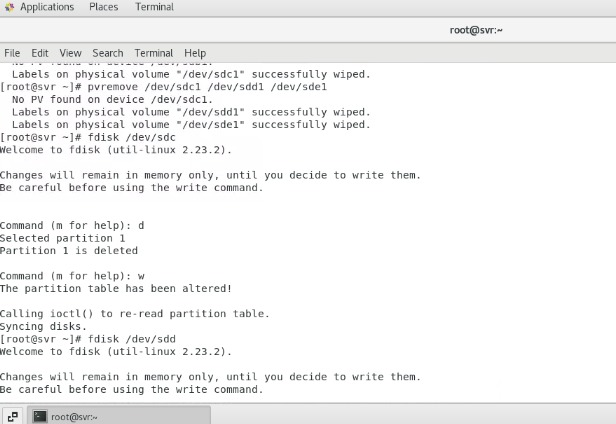 Applications Places Terminal
root@svr:~
File Edit View Search Terminal Help
Labels on physical volume "/dev/sdc1" successfully wiped.
[root@svr ~]# pvremove /dev/sdc1 /dev/sdd1 /dev/sde1
No PV found on device /dev/sdc1.
Labels on physical volume "/dev/sdd1" successfully wiped.
Labels on physical volume "/dev/sde1" successfully wiped.
[root@svr ~]# fdisk /dev/sdc
Welcome to fdisk (util-linux 2.23.2).
Changes will remain in memory only, until you decide to write them.
Be careful before using the write command.
Command (m for help): d
Selected partition 1
Partition 1 is deleted
Command (m for help): w
The partition table has been altered!
Calling ioctl() to re-read partition table.
Syncing disks.
[root@svr ~]# fdisk /dev/sdd
Welcome to fdisk (util-linux 2.23.2).
Changes will remain in memory only, until you decide to write them.
Be careful before using the write command.
root@svr:~